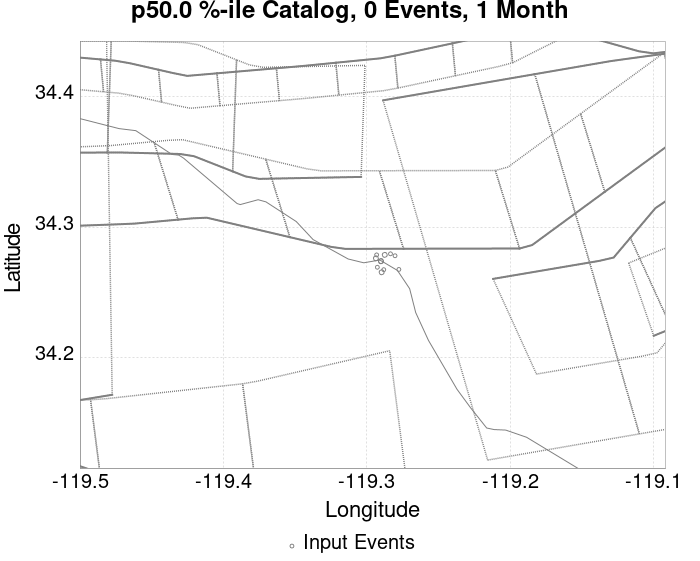 p50.0 %-ile Catalog, 0 Events, 1 Month
Latitude
34.4
34.3
34.2
-119.5 -119.4 -119.3 -119.2 -119.1
Longitude
Input Events